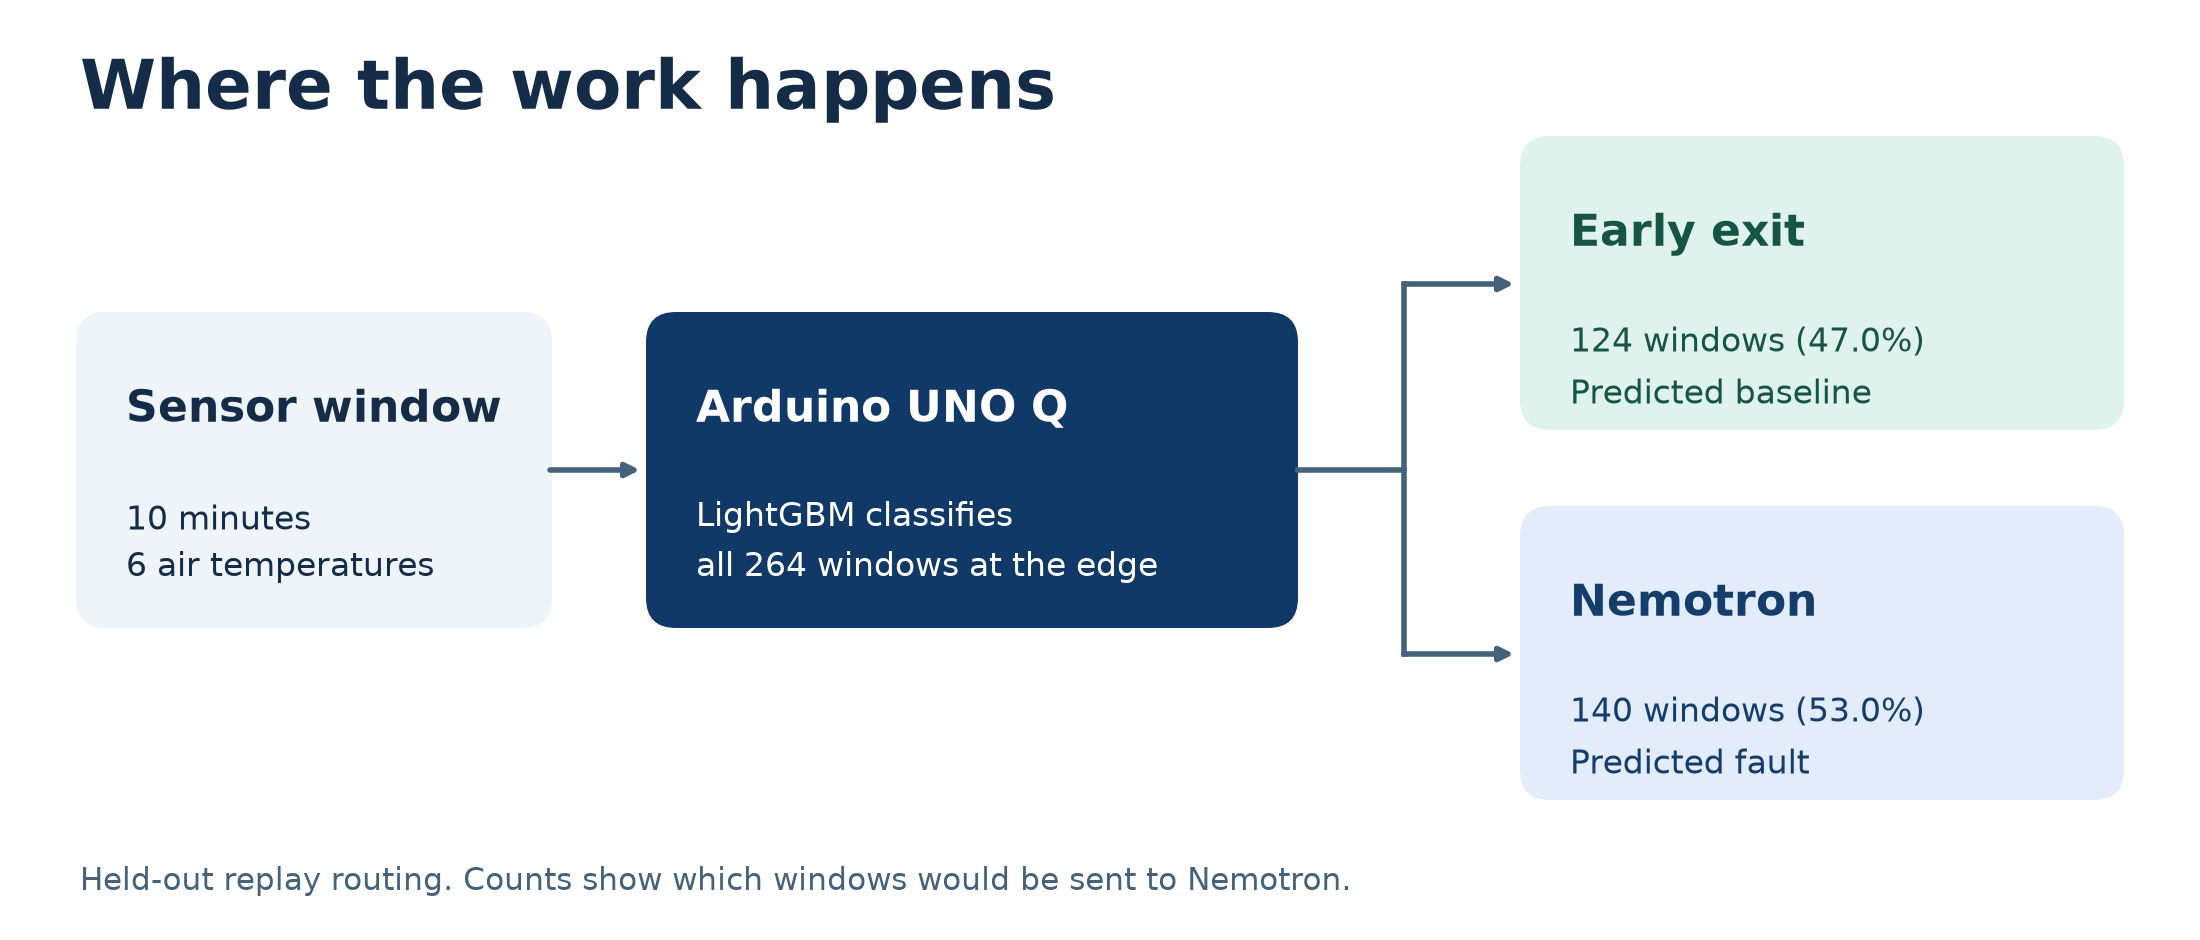 Where the work happens
Sensor window
10 minutes
6 air temperatures
Arduino UNO Q
LightGBM classifies
all 264 windows at the edge
Early exit
124 windows (47.0%)
Predicted baseline
Nemotron
140 windows (53.0%)
Predicted fault
Held-out replay routing. Counts show which windows would be sent to Nemotron.